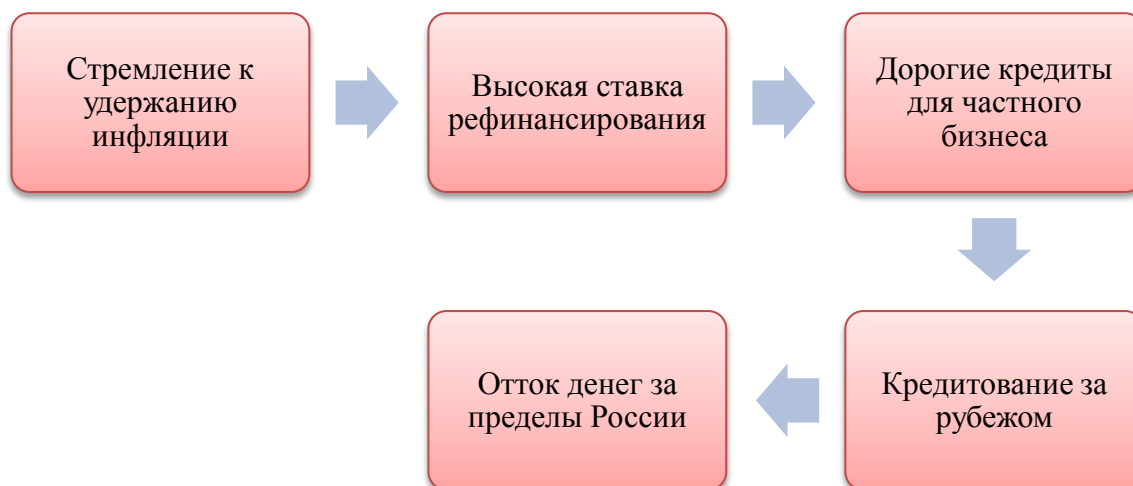 Стремление к
удержанию
инфляции
Высокая ставка
рефинансирования
Дорогие кредиты
для частного
бизнеса
Кредитование за
рубежом
Отток денег за
пределы России